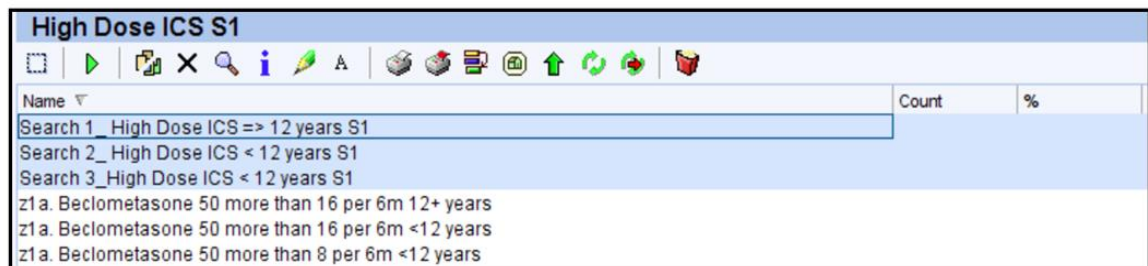 High Dose ICS S1
A
Name Count %
Search 1_ High Dose ICS => 12 years S1
Search 2_ High Dose ICS < 12 years S1
Search 3_High Dose ICS < 12 years S1
z1a. Beclometasone 50 more than 16 per 6m 12+ years
z1a. Beclometasone 50 more than 16 per 6m <12 years
z1a. Beclometasone 50 more than 8 per 6m <12 years